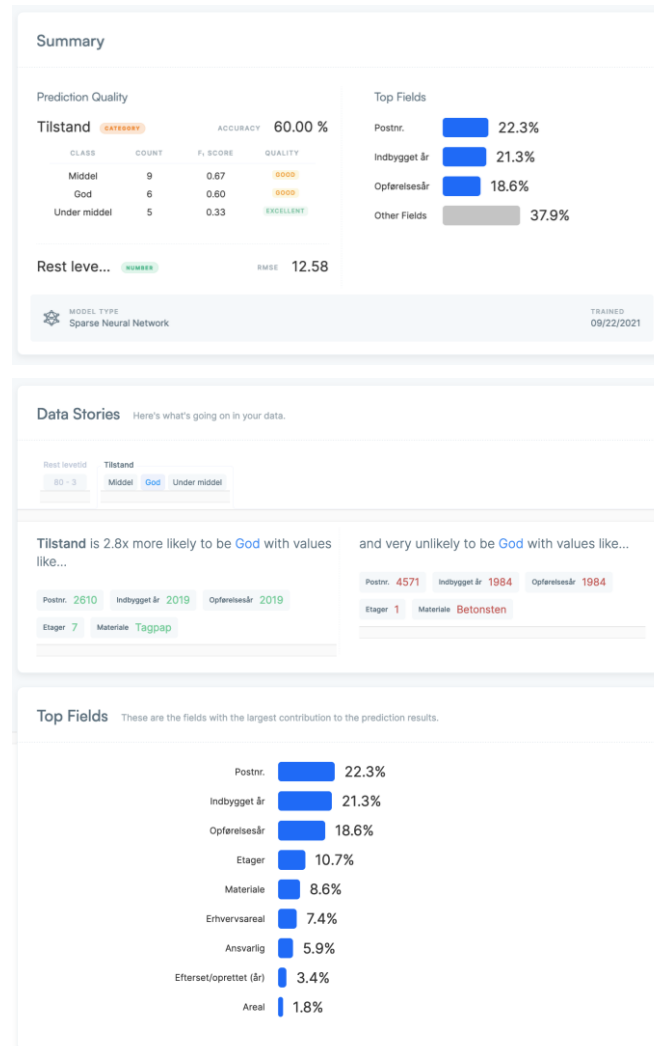 Summary
Prediction Quality
Tilstand CATEGORY ACCURACY 60.00 %
CLASS COUNT F₁ SCORE QUALITY
Middel 9 0.67 GOOD
God 6 0.60 GOOD
Under middel 5 0.33 EXCELLENT
Rest leve... NUMBER RMSE 12.58
Top Fields
Postnr. 22.3%
Indbygget år 21.3%
Opførelsesår 18.6%
Other Fields 37.9%
MODEL TYPE
Sparse Neural Network
TRAINED
09/22/2021
Data Stories Here's what's going on in your data.
Rest levetid
80 - 3
Tilstand
Middel God Under middel
Tilstand is 2.8x more likely to be God with values
like...
Postnr. 2610 Indbygget år 2019 Opførelsesår 2019
Etager 7 Materiale Tagpap
and very unlikely to be God with values like...
Postnr. 4571 Indbygget år 1984 Opførelsesår 1984
Etager 1 Materiale Betonsten
Top Fields These are the fields with the largest contribution to the prediction results.
Postnr. 22.3%
Indbygget år 21.3%
Opførelsesår 18.6%
Etager 10.7%
Materiale 8.6%
Erhvervsareal 7.4%
Ansvarlig 5.9%
Efterset/oprettet (år) 3.4%
Areal 1.8%